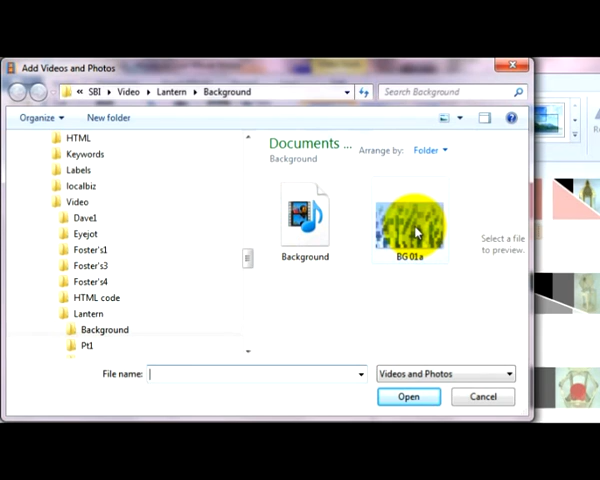 Add Videos and Photos
« SBI Video Lantern Background
Search Background
Organize New folder
HTML
Keywords
Labels
localbiz
Video
Dave1
Eyejot
Foster's1
Foster's3
Foster's4
HTML code
Lantern
Background
Pt1
Documents ...
Background
Arrange by: Folder
Background
BG 01a
Select a file
to preview.
File name:
Videos and Photos
Open
Cancel